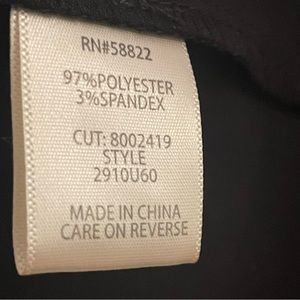 RN#58822
97%POLYESTER
3%SPANDEX
CUT: 8002419
STYLE
2910U60
MADE IN CHINA
CARE ON REVERSE